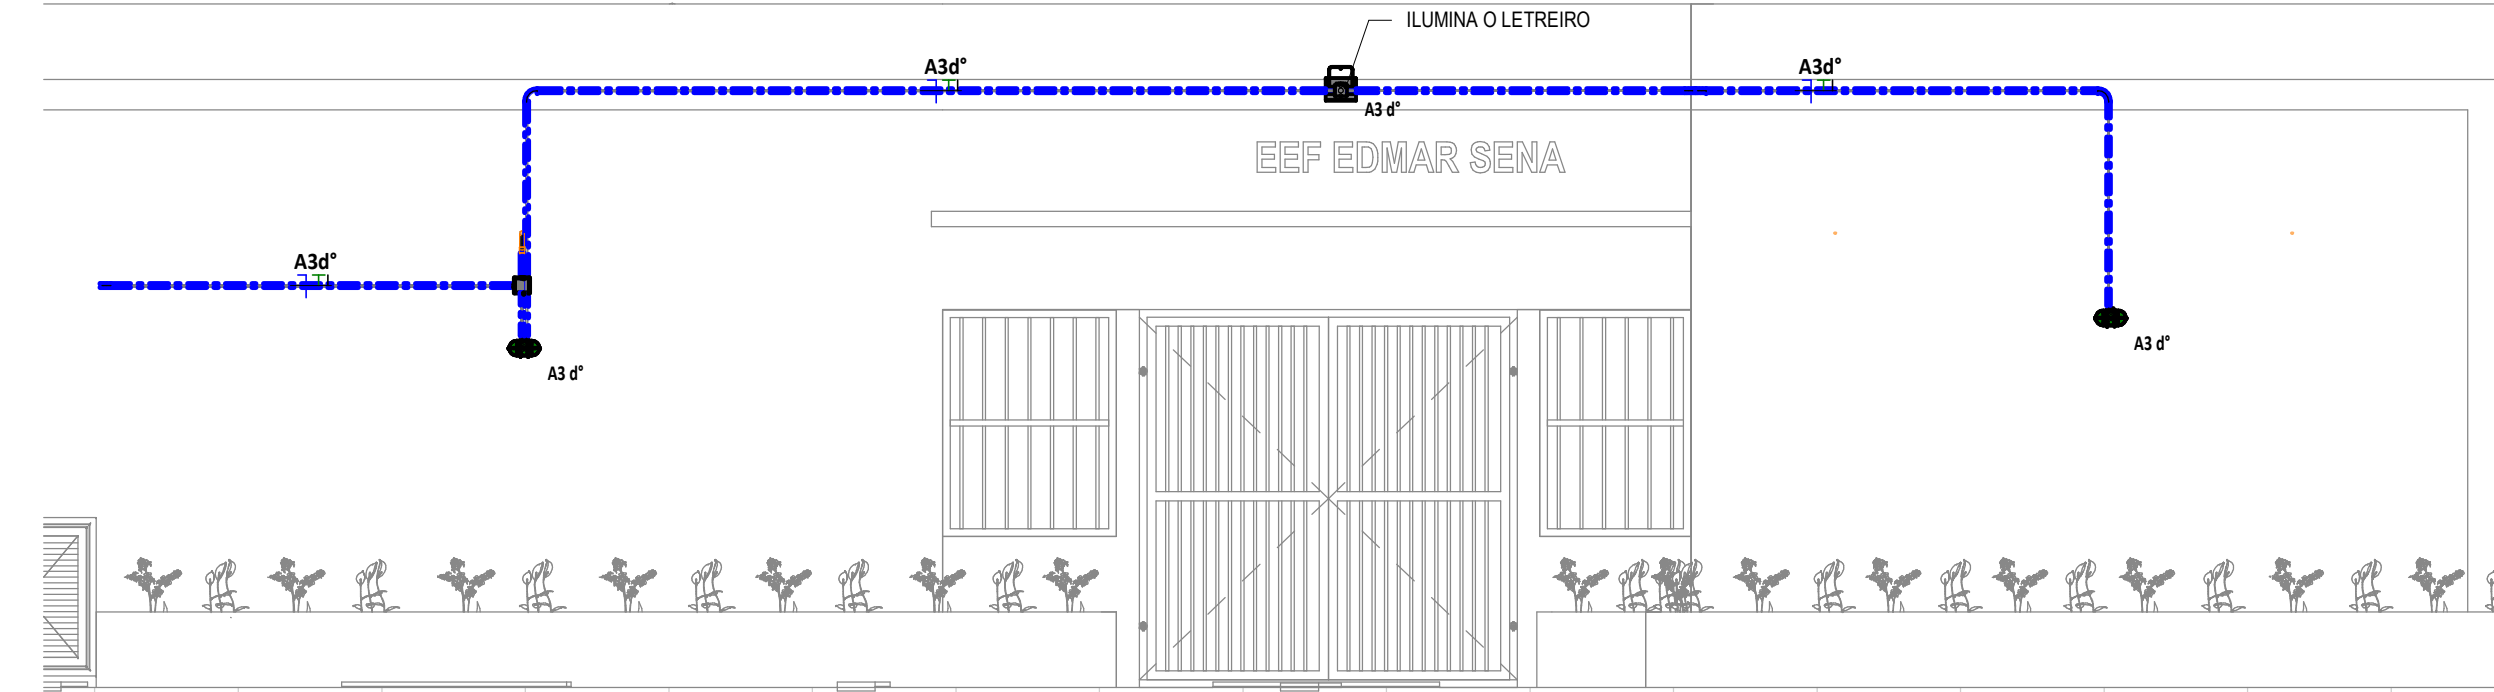 ILUMINA O LETREIRO
A3d°
A3d°
A3 d°
EEF EDMAR SENA
A3d°
A3 d°
A3 d°